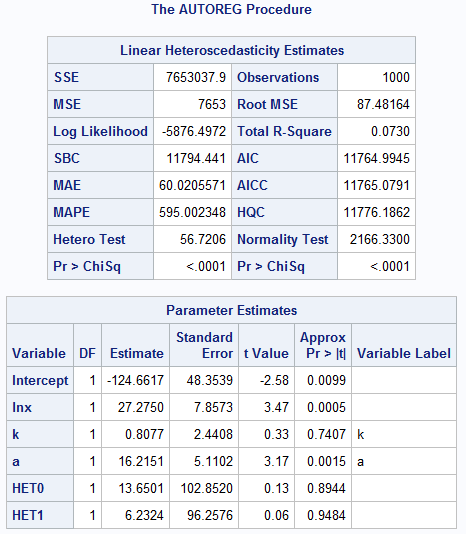 The AUTOREG Procedure
Linear Heteroscedasticity Estimates
SSE 7653037.9 Observations 1000
MSE 7653 Root MSE 87.48164
Log Likelihood -5876.4972 Total R-Square 0.0730
SBC 11794.441 AIC 11764.9945
MAE 60.0205571 AICC 11765.0791
MAPE 595.002348 HQC 11776.1862
Hetero Test 56.7206 Normality Test 2166.3300
Pr > ChiSq <.0001 Pr > ChiSq <.0001
Parameter Estimates
Variable DF Estimate Standard Error t Value Approx Pr > |t| Variable Label
Intercept 1 -124.6617 48.3539 -2.58 0.0099
lnx 1 27.2750 7.8573 3.47 0.0005
k 1 0.8077 2.4408 0.33 0.7407 k
a 1 16.2151 5.1102 3.17 0.0015 a
HET0 1 13.6501 102.8520 0.13 0.8944
HET1 1 6.2324 96.2576 0.06 0.9484